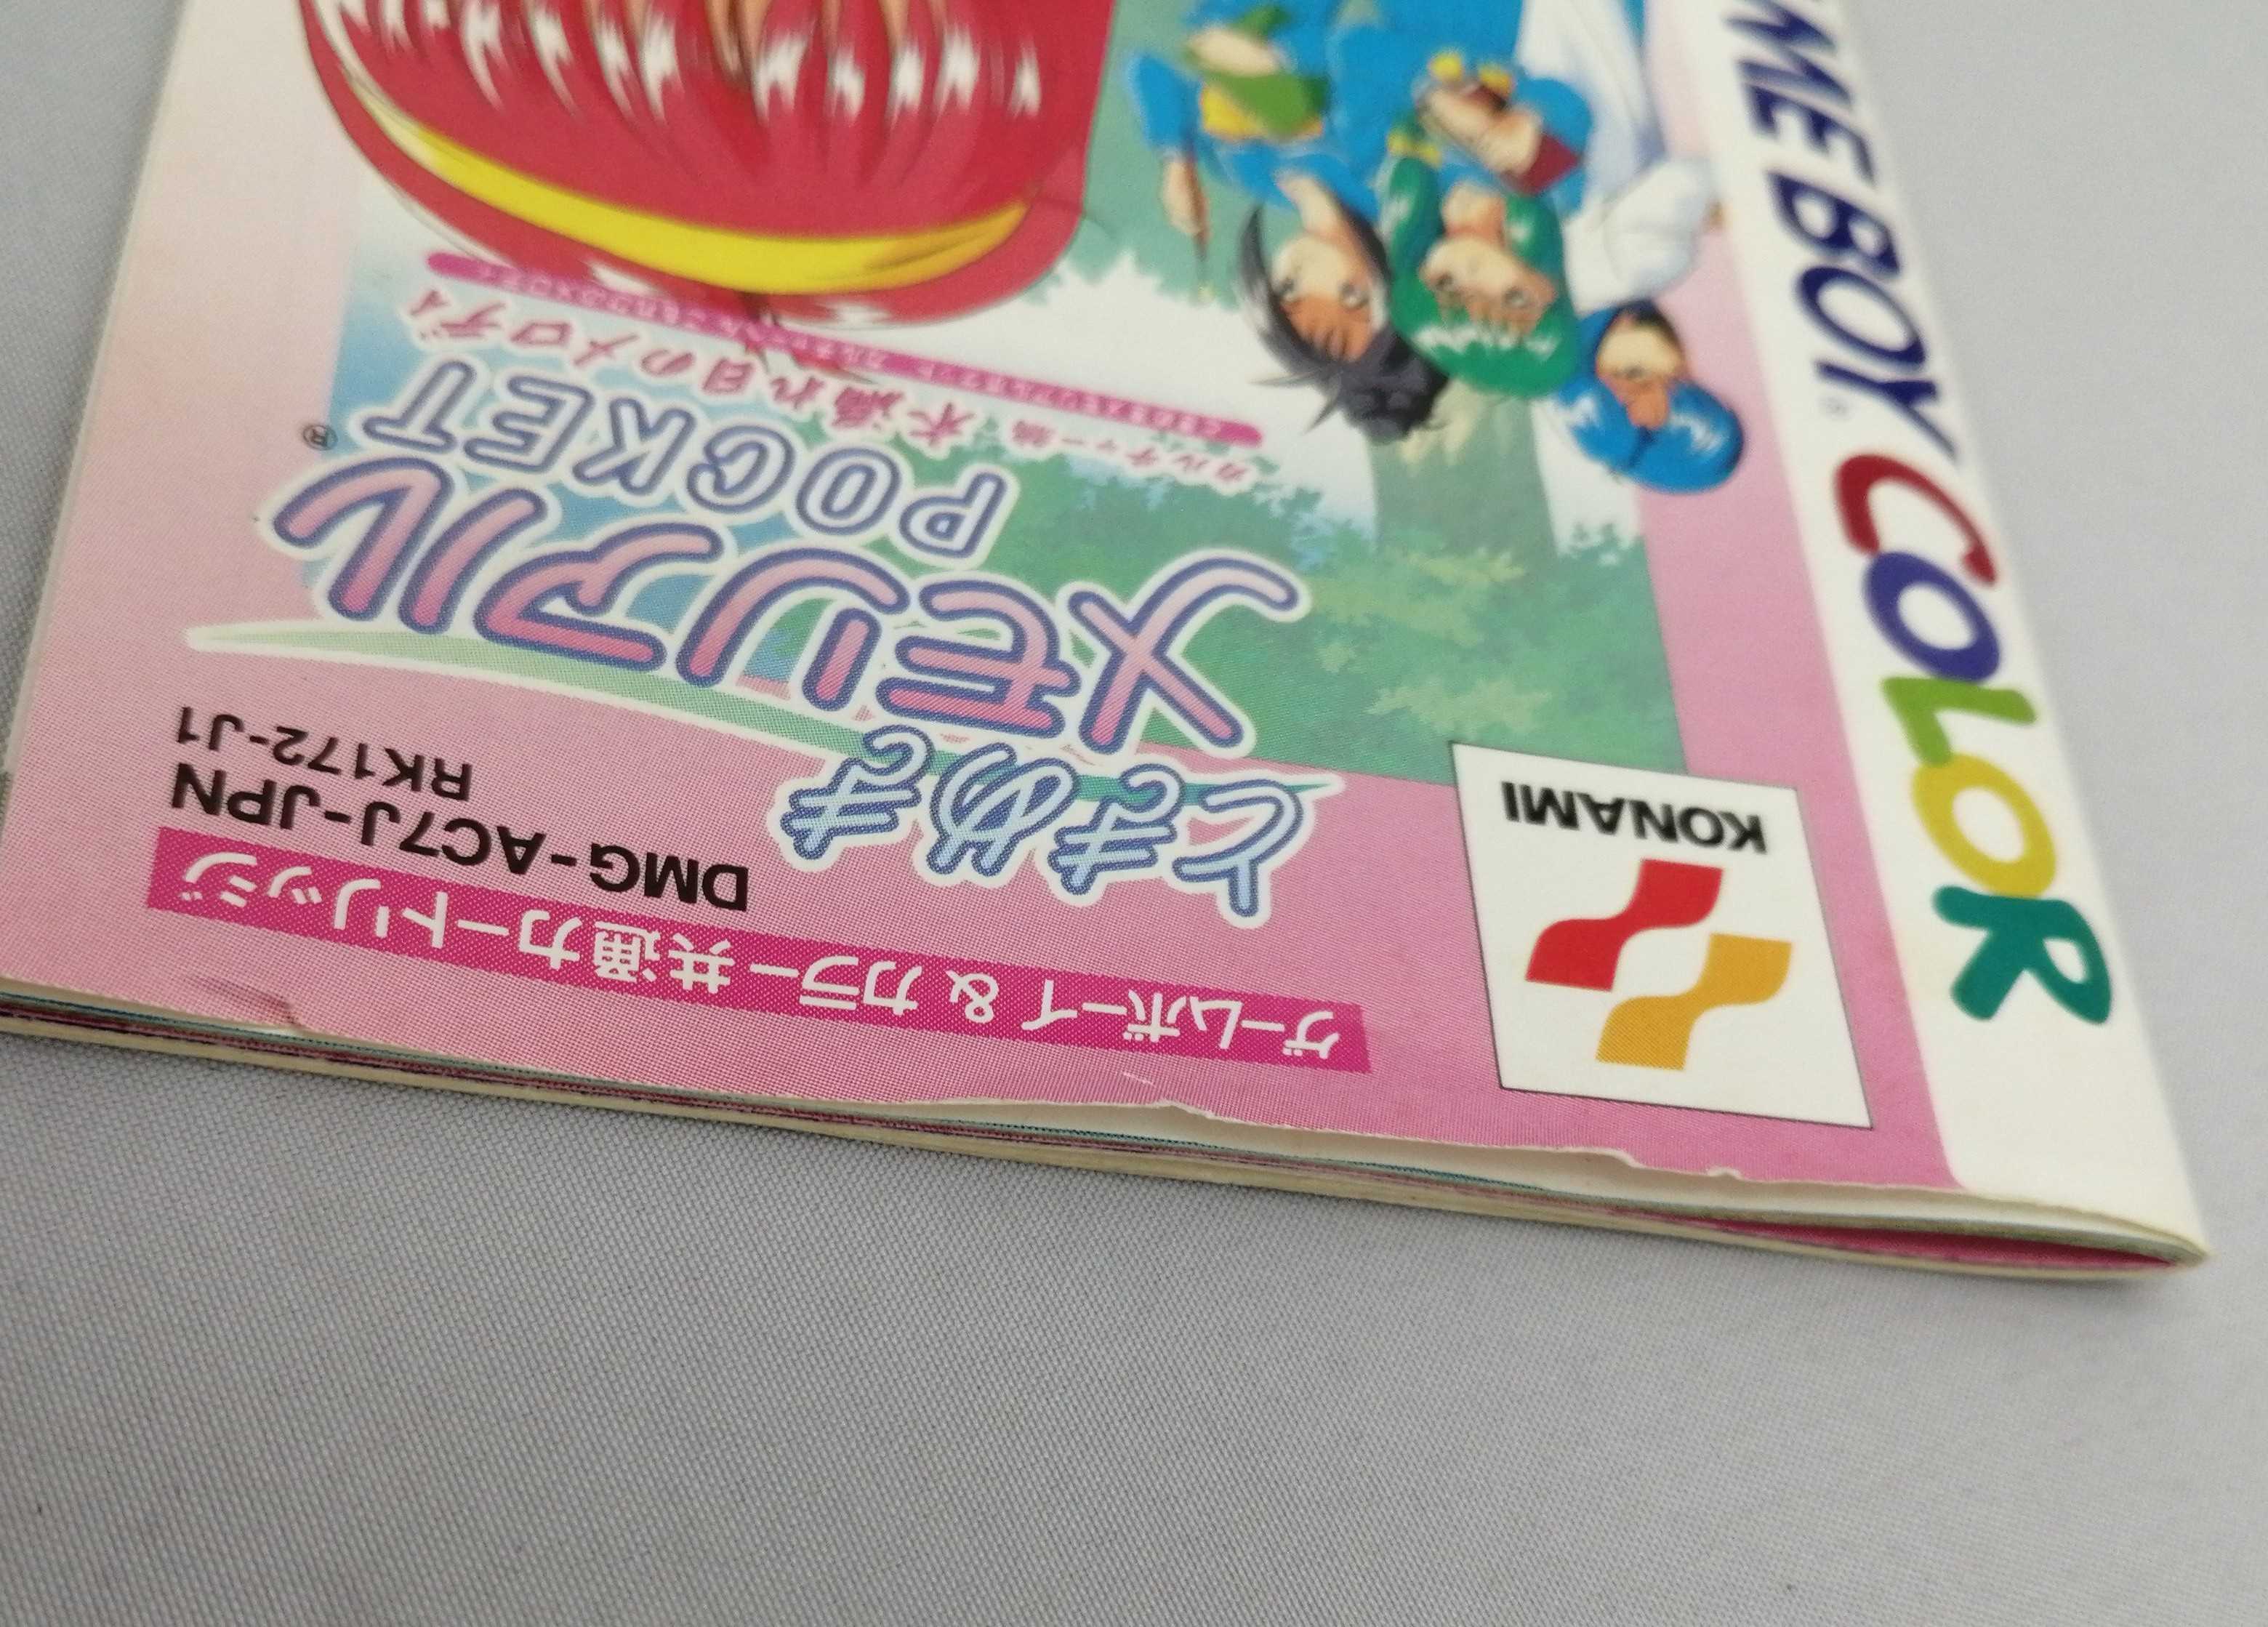 GAME BOY COLOR
KONAMI
ゲームボーイ & カラー 共通カートリッジ
DMG-AC7J-JPN
RK172-J1
ときめき
メモリアル
POCKET
®
カルチャー編 木漏れ日のメロディ